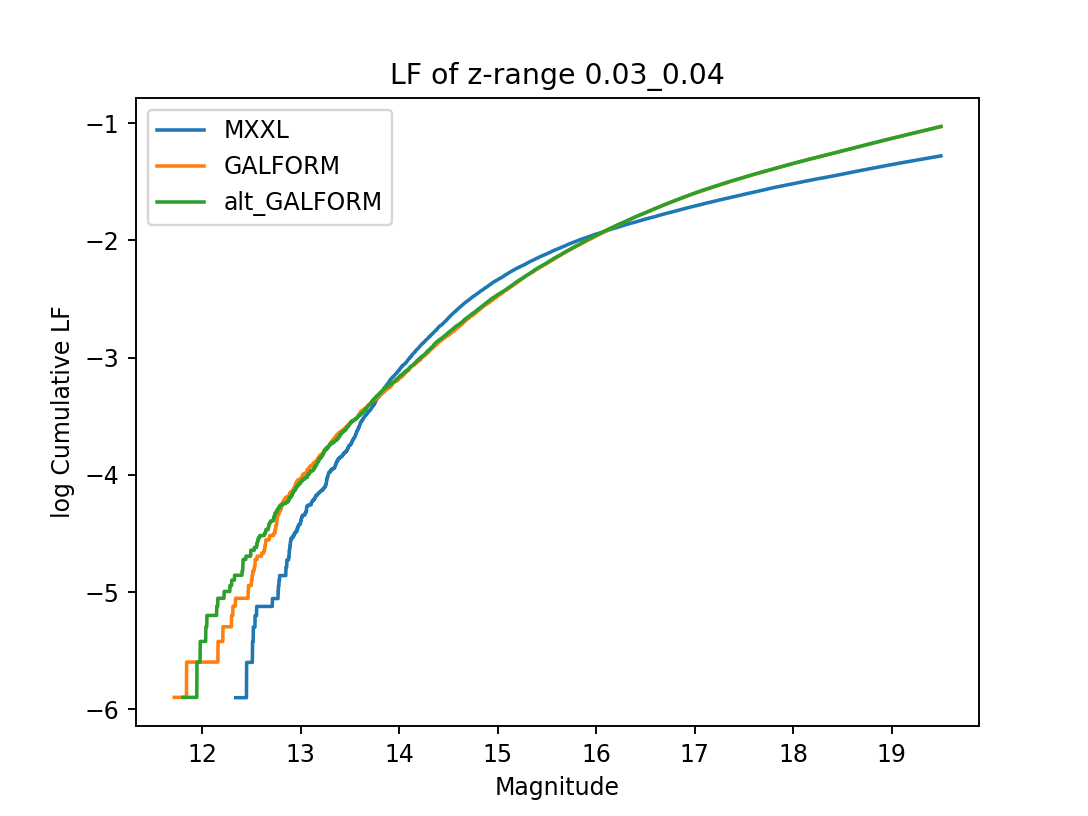 LF of z-range 0.03_0.04
MXXL
GALFORM
alt_GALFORM
−1
−2
−3
−4
−5
−6
log Cumulative LF
12 13 14 15 16 17 18 19
Magnitude